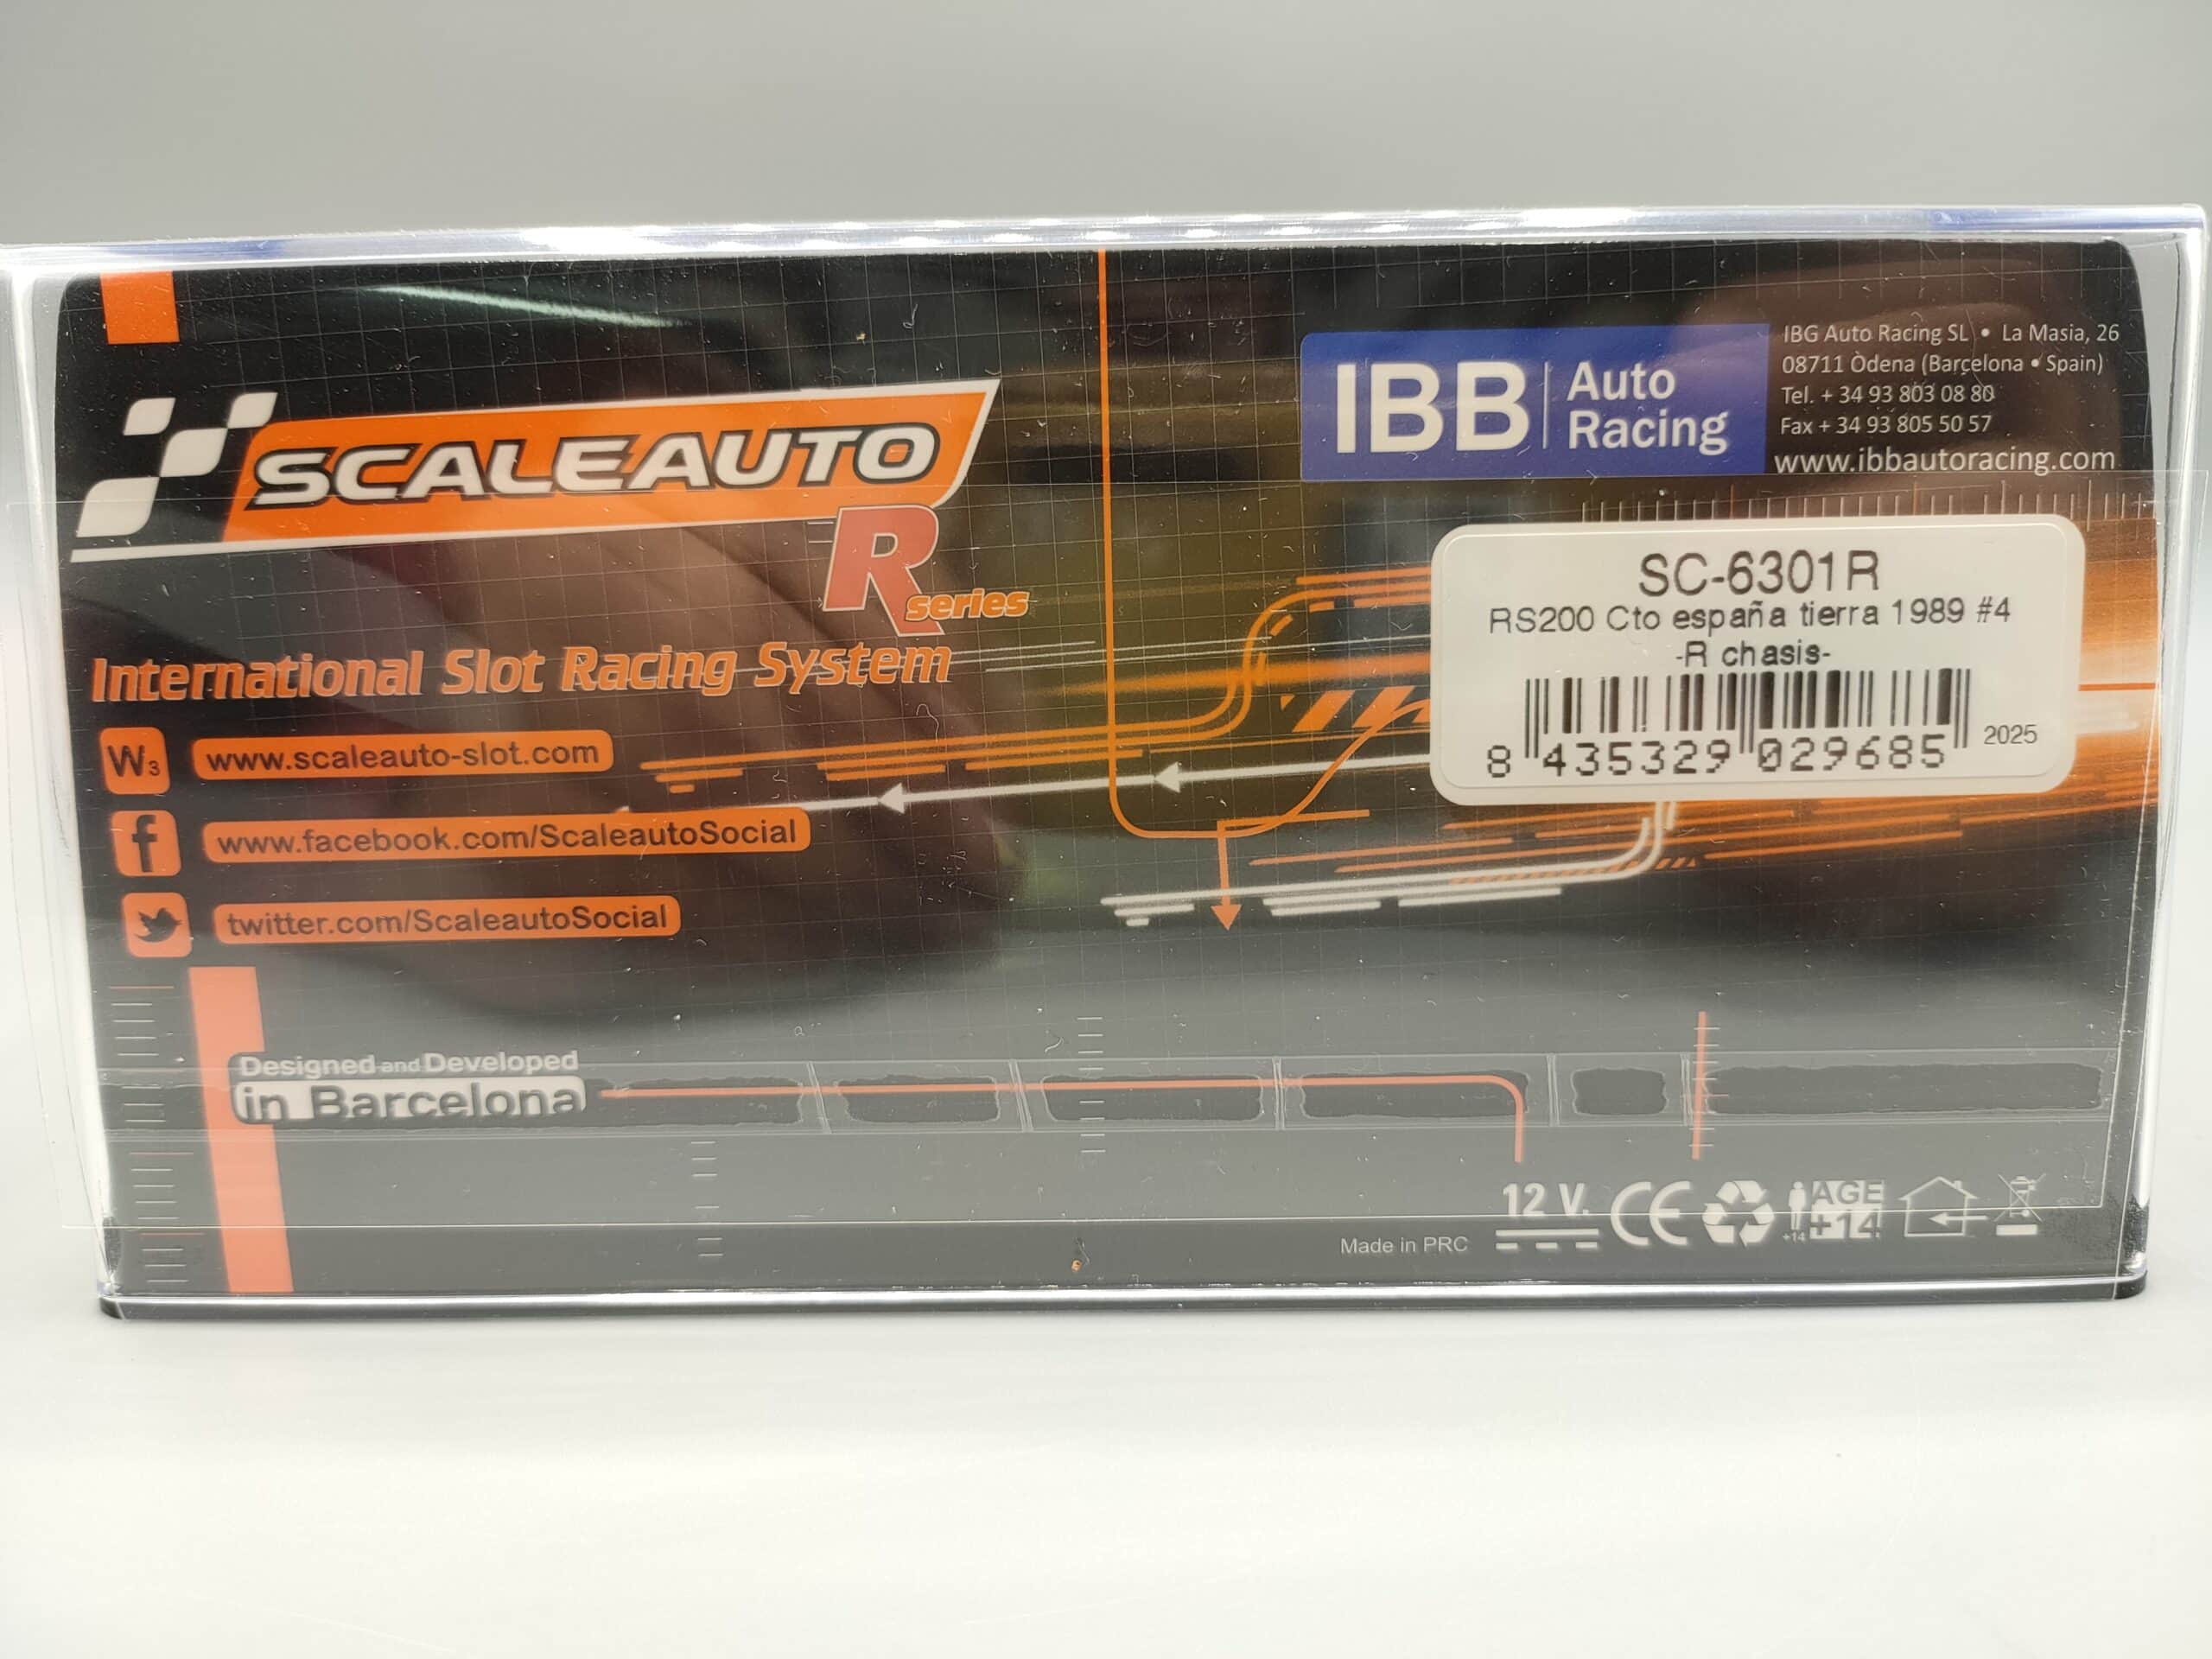 SCALEAUTO
R
series
International Slot Racing System
W3
www.scaleauto-slot.com
f
www.facebook.com/ScaleautoSocial
twitter.com/ScaleautoSocial
Designed and Developed
in Barcelona
IBB Auto Racing
IBG Auto Racing SL • La Masia, 26
08711 Òdena (Barcelona • Spain)
Tel. + 34 93 803 08 80
Fax + 34 93 805 50 57
www.ibbautoracing.com
SC-6301R
RS200 Cto españa tierra 1989 #4
-R chasis-
8 435329 029685
2025
Made in PRC
12 V.
CE
+14
AGE
+14